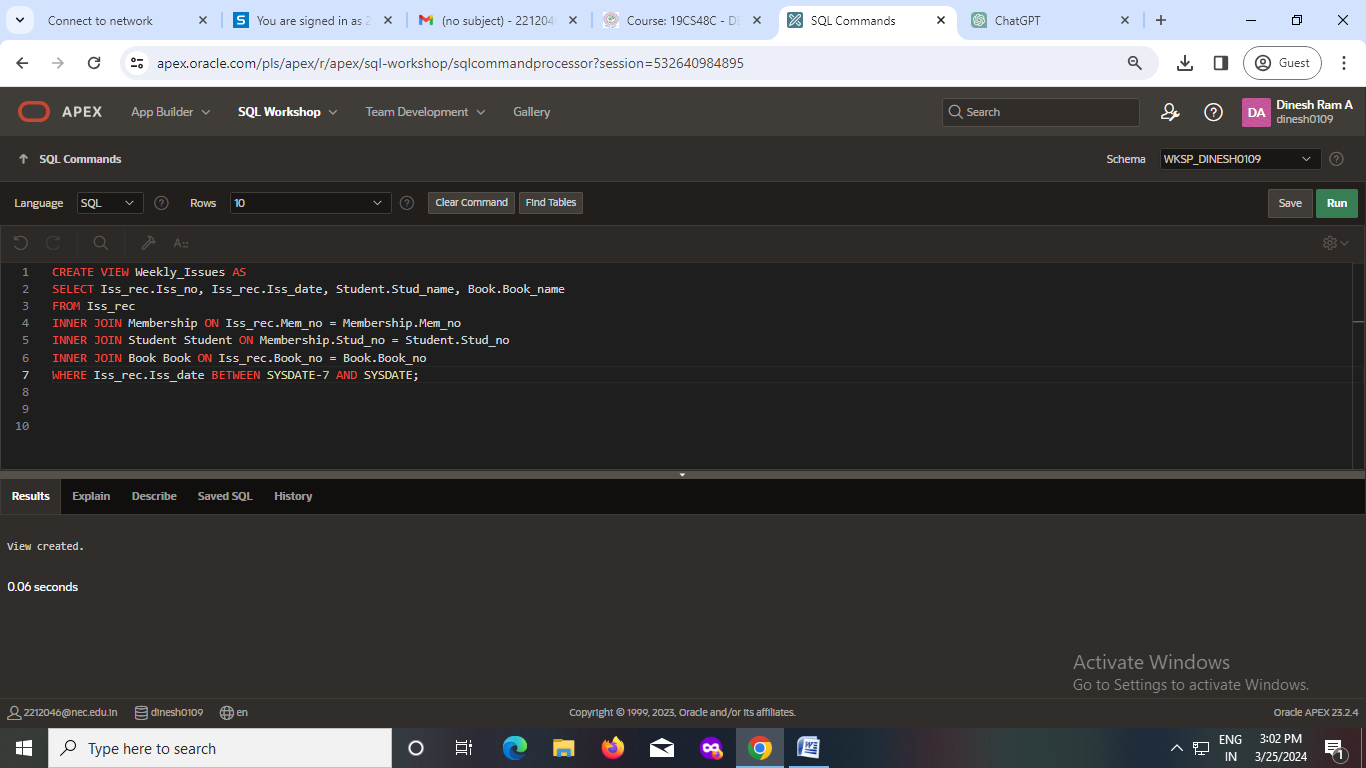 Connect to network
You are signed in as 2
(no subject) - 22120
Course: 19CS48C - D
SQL Commands
ChatGPT
apex.oracle.com/pls/apex/r/apex/sql-workshop/sqlcommandprocessor?session=532640984895
Guest
APEX
App Builder
SQL Workshop
Team Development
Gallery
Search
DA
Dinesh Ram A
dinesh0109
SQL Commands
Schema
WKSP_DINESH0109
Language
SQL
Rows
10
Clear Command
Find Tables
Save
Run
1 CREATE VIEW Weekly_Issues AS
2 SELECT Iss_rec.Iss_no, Iss_rec.Iss_date, Student.Stud_name, Book.Book_name
3 FROM Iss_rec
4 INNER JOIN Membership ON Iss_rec.Mem_no = Membership.Mem_no
5 INNER JOIN Student Student ON Membership.Stud_no = Student.Stud_no
6 INNER JOIN Book Book ON Iss_rec.Book_no = Book.Book_no
7 WHERE Iss_rec.Iss_date BETWEEN SYSDATE-7 AND SYSDATE;
8
9
10
Results
Explain
Describe
Saved SQL
History
View created.
0.06 seconds
Activate Windows
Go to Settings to activate Windows.
2212046@nec.edu.in
dinesh0109
en
Copyright © 1999, 2023, Oracle and/or its affiliates.
Oracle APEX 23.2.4
Type here to search
ENG
IN
3:02 PM
3/25/2024
1